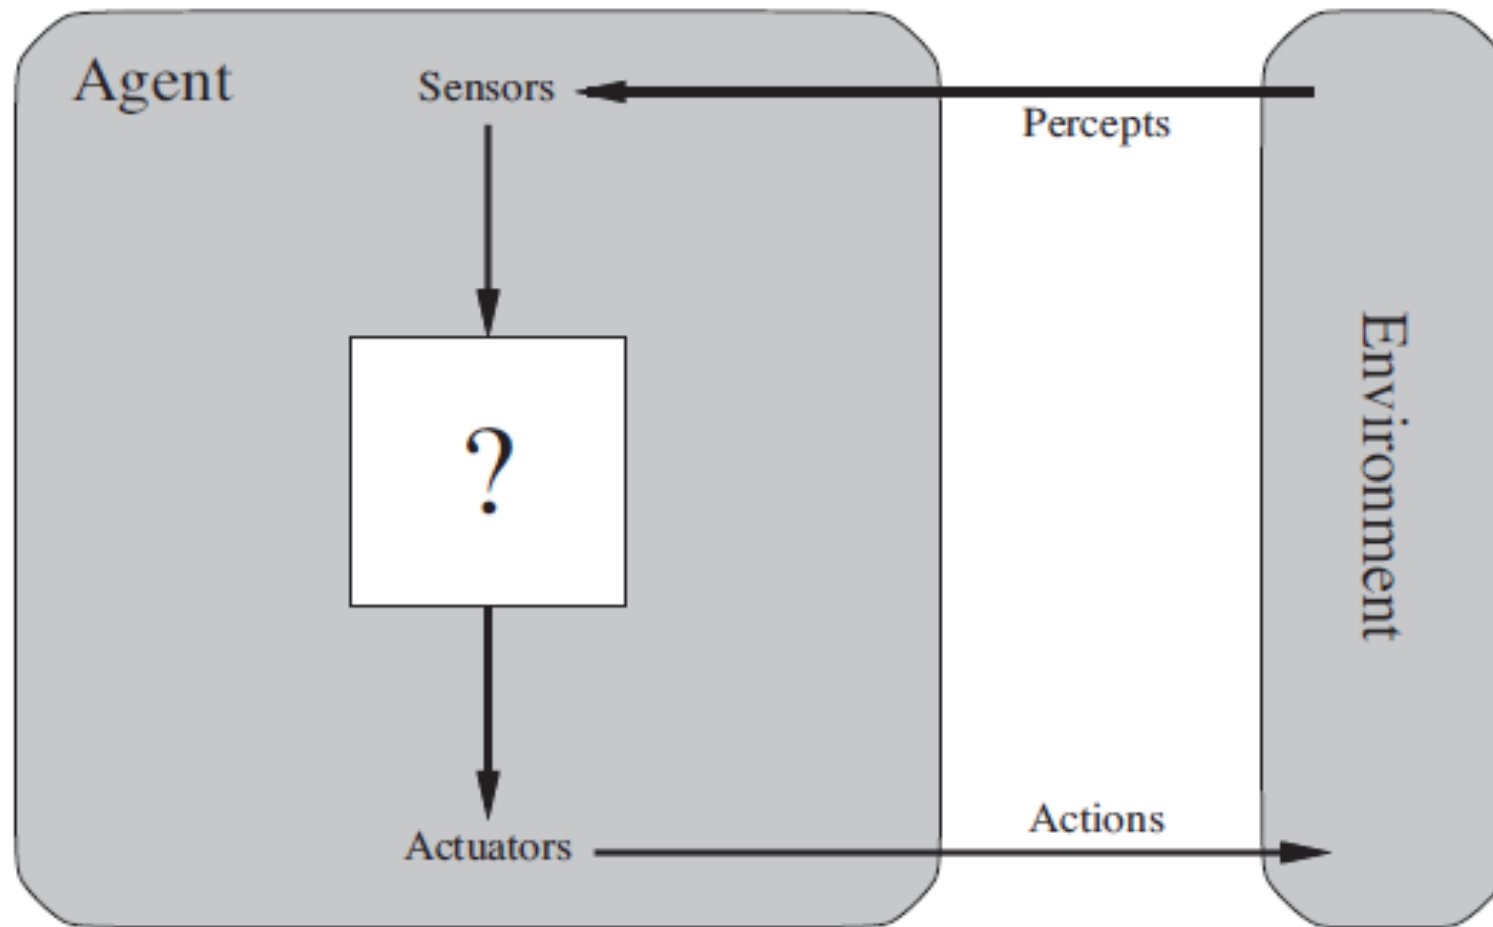 Agent
Sensors
Percepts
?
Environment
Actions
Actuators